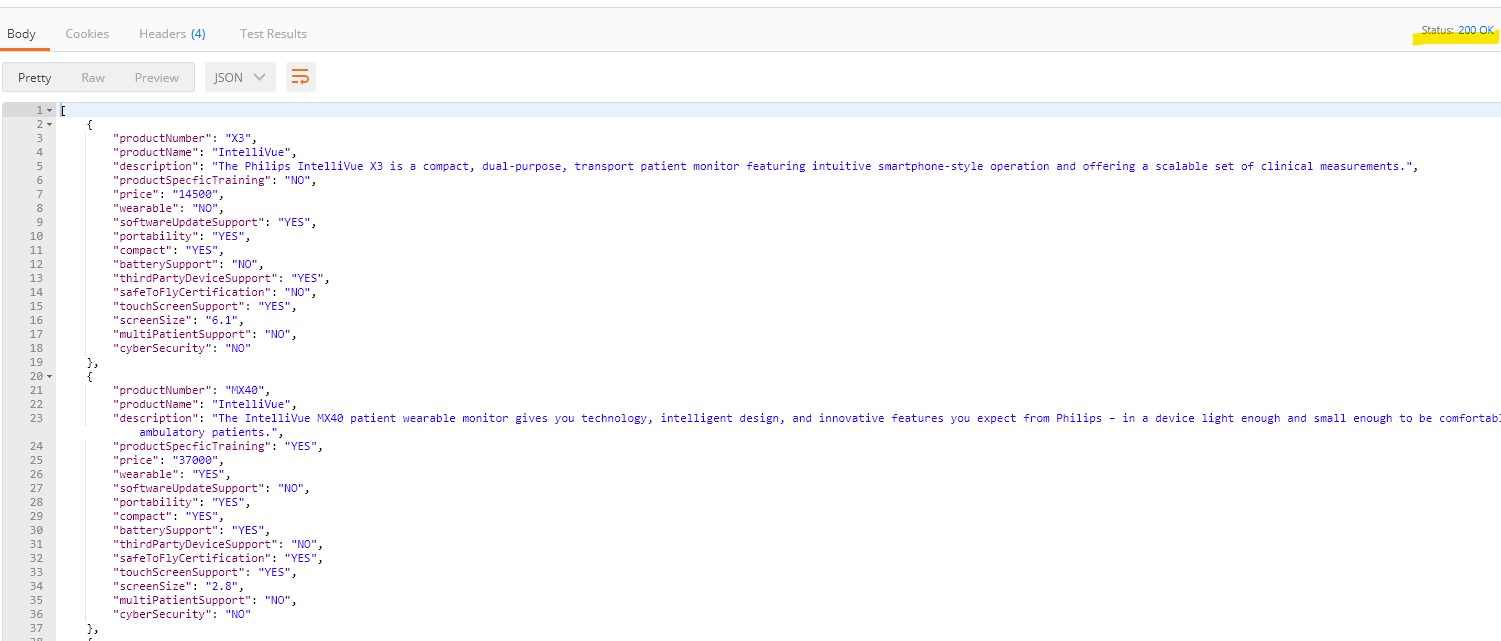 Body Cookies Headers (4) Test Results Status: 200 OK
Pretty Raw Preview JSON
1 [
2 {
3 "productNumber": "X3",
4 "productName": "IntelliVue",
5 "description": "The Philips IntelliVue X3 is a compact, dual-purpose, transport patient monitor featuring intuitive smartphone-style operation and offering a scalable set of clinical measurements.",
6 "productSpecficTraining": "NO",
7 "price": "14500",
8 "wearable": "NO",
9 "softwareUpdateSupport": "YES",
10 "portability": "YES",
11 "compact": "YES",
12 "batterySupport": "NO",
13 "thirdPartyDeviceSupport": "YES",
14 "safeToFlyCertification": "NO",
15 "touchScreenSupport": "YES",
16 "screenSize": "6.1",
17 "multiPatientSupport": "NO",
18 "cyberSecurity": "NO"
19 },
20 {
21 "productNumber": "MX40",
22 "productName": "IntelliVue",
23 "description": "The IntelliVue MX40 patient wearable monitor gives you technology, intelligent design, and innovative features you expect from Philips – in a device light enough and small enough to be comfortabl
ambulatory patients.",
24 "productSpecficTraining": "YES",
25 "price": "37000",
26 "wearable": "YES",
27 "softwareUpdateSupport": "NO",
28 "portability": "YES",
29 "compact": "YES",
30 "batterySupport": "YES",
31 "thirdPartyDeviceSupport": "NO",
32 "safeToFlyCertification": "YES",
33 "touchScreenSupport": "YES",
34 "screenSize": "2.8",
35 "multiPatientSupport": "NO",
36 "cyberSecurity": "NO"
37 },
38 {